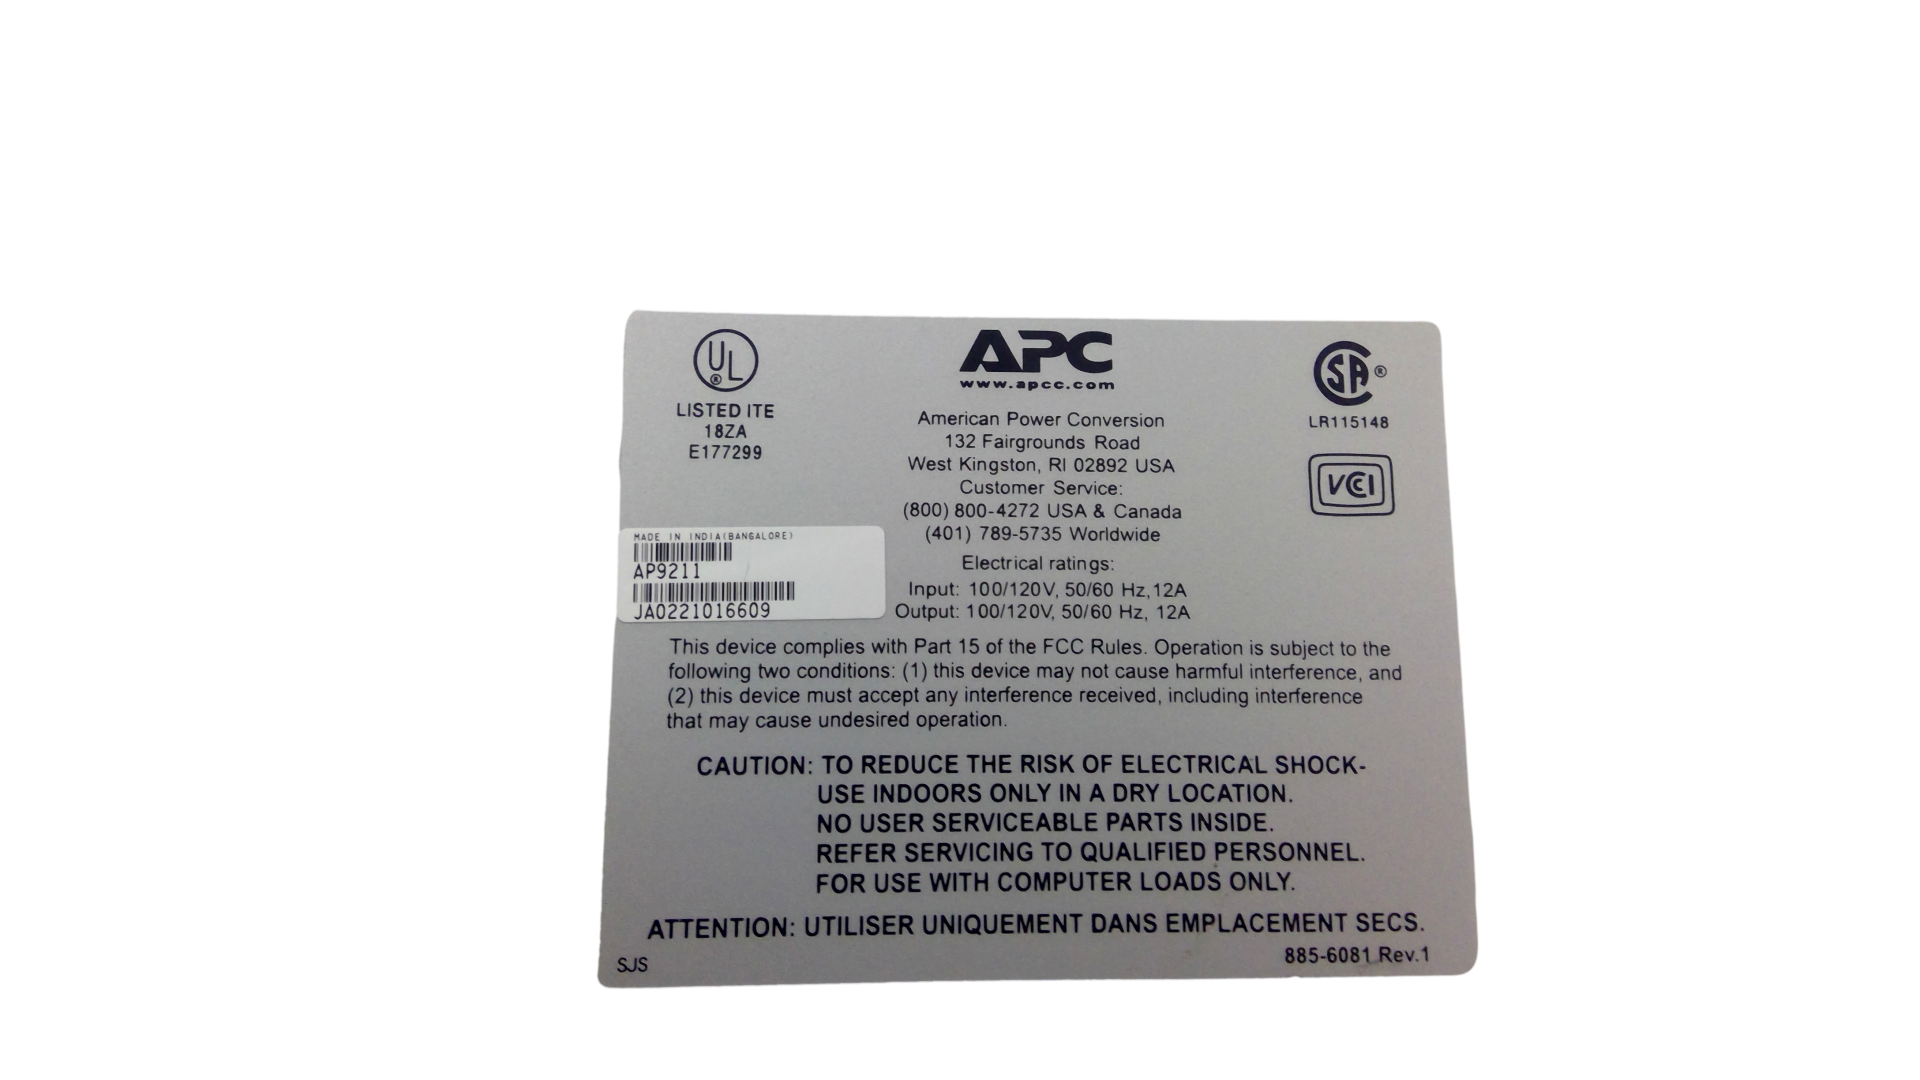 UL®
LISTED ITE
18ZA
E177299
APC
www.apcc.com
American Power Conversion
132 Fairgrounds Road
West Kingston, RI 02892 USA
Customer Service:
(800) 800-4272 USA & Canada
(401) 789-5735 Worldwide
Electrical ratings:
Input: 100/120V, 50/60 Hz,12A
Output: 100/120V, 50/60 Hz, 12A
SA®
LR115148
VCCI
MADE IN INDIA(BANGALORE)
AP9211
JA0221016609
This device complies with Part 15 of the FCC Rules. Operation is subject to the
following two conditions: (1) this device may not cause harmful interference, and
(2) this device must accept any interference received, including interference
that may cause undesired operation.
CAUTION: TO REDUCE THE RISK OF ELECTRICAL SHOCK-
USE INDOORS ONLY IN A DRY LOCATION.
NO USER SERVICEABLE PARTS INSIDE.
REFER SERVICING TO QUALIFIED PERSONNEL.
FOR USE WITH COMPUTER LOADS ONLY.
ATTENTION: UTILISER UNIQUEMENT DANS EMPLACEMENT SECS.
SJS
885-6081 Rev.1